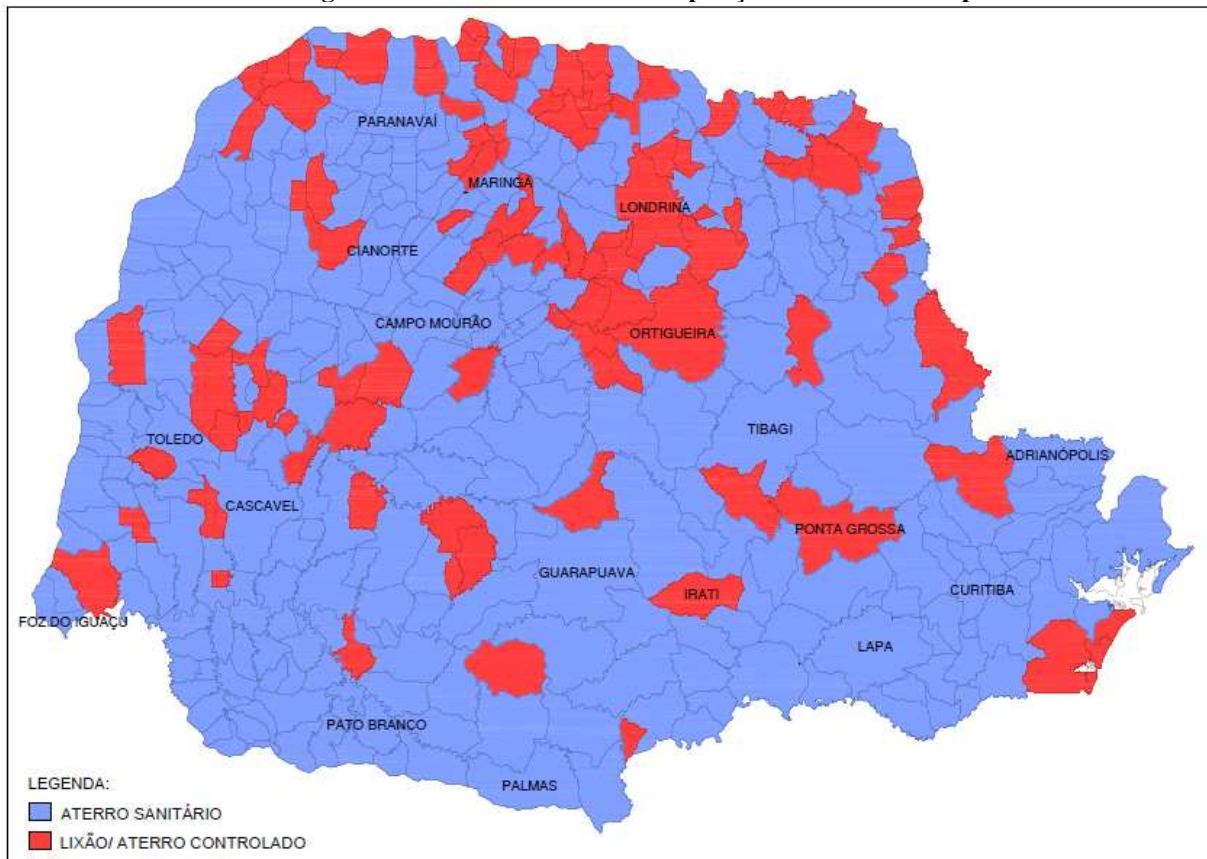 PARANAVAÍ
MARINGA
LONDRINA
CIANORTE
CAMPO MOURÃO
ORTIGUEIRA
TOLEDO
TIBAGI
ADRIANÓPOLIS
CASCAVEL
PONTA GROSSA
GUARAPUAVA
IRATI
CURITIBA
FOZ DO IGUAÇU
LAPA
PATO BRANCO
PALMAS
LEGENDA:
ATERRO SANITÁRIO
LIXÃO/ ATERRO CONTROLADO